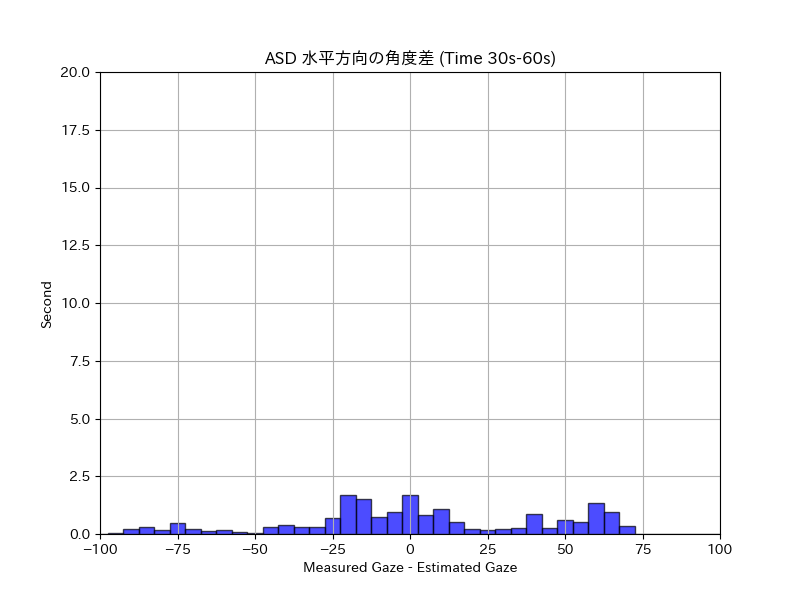 ASD 水平方向の角度差 (Time 30s-60s)
20.0
17.5
15.0
12.5
10.0
7.5
5.0
2.5
0.0
Second
−100 −75 −50 −25 0 25 50 75 100
Measured Gaze - Estimated Gaze